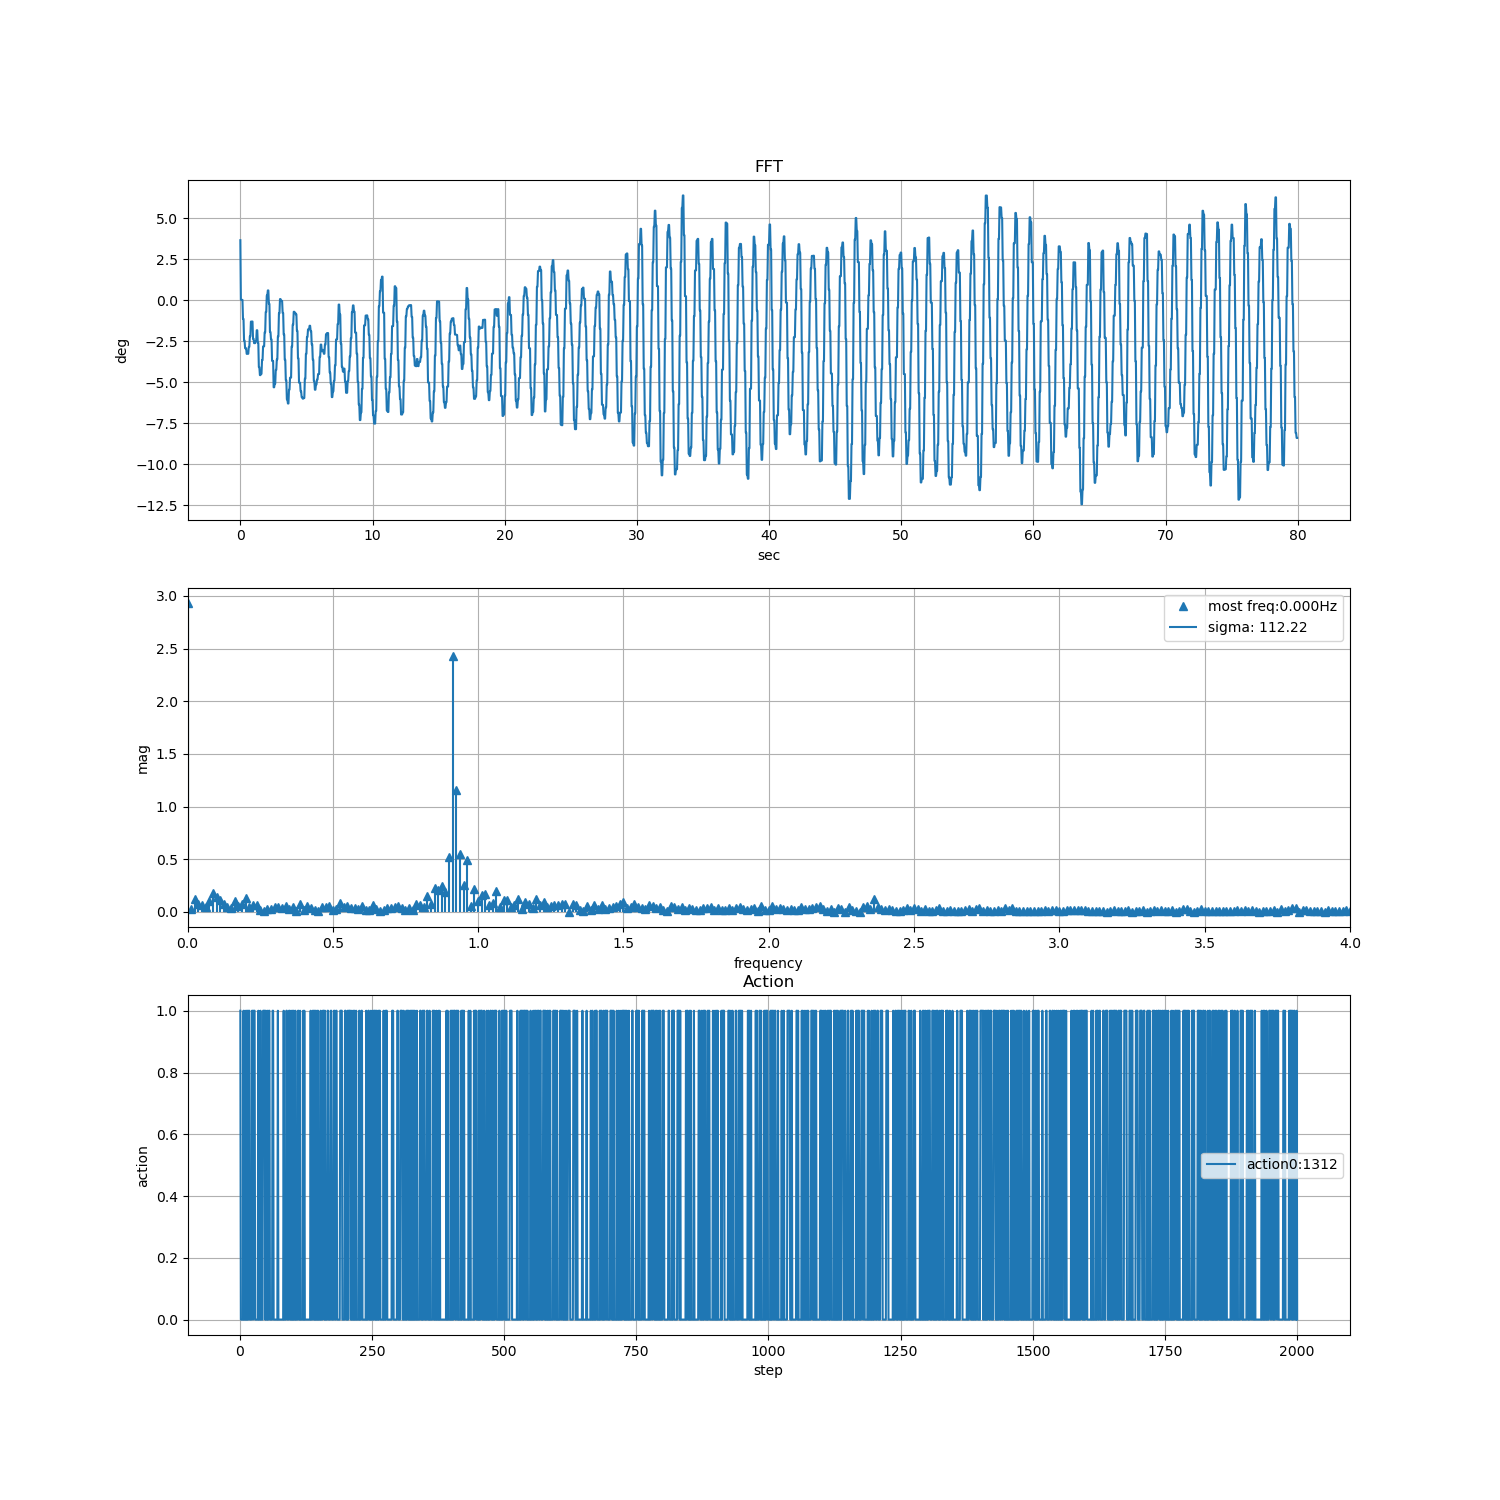 FFT
5.0
2.5
0.0
−2.5
−5.0
−7.5
−10.0
−12.5
deg
0 10 20 30 40 50 60 70 80
sec
3.0
2.5
2.0
1.5
1.0
0.5
0.0
mag
most freq:0.000Hz
sigma: 112.22
0.0 0.5 1.0 1.5 2.0 2.5 3.0 3.5 4.0
frequency
Action
1.0
0.8
0.6
0.4
0.2
0.0
action
action0:1312
0 250 500 750 1000 1250 1500 1750 2000
step